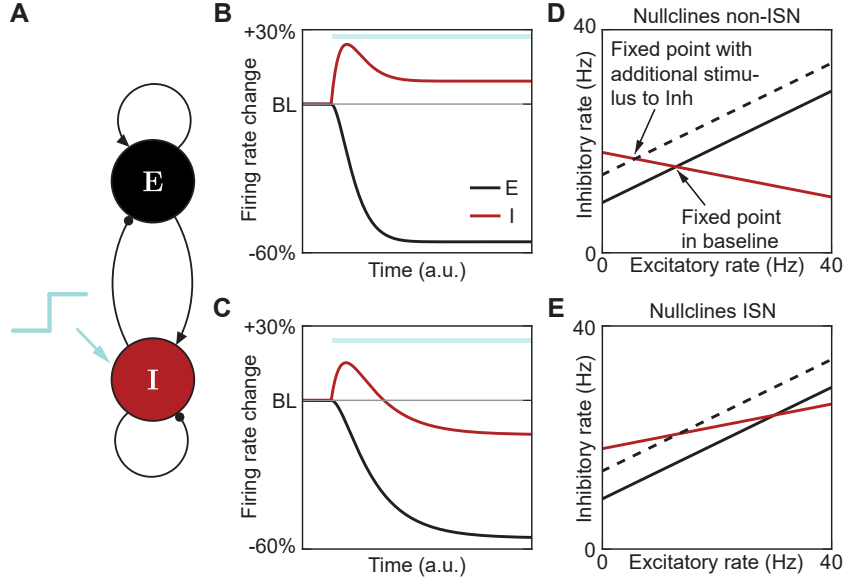 A
E
I
B
+30%
BL
-60%
Firing rate change
Time (a.u.)
E
I
C
+30%
BL
-60%
Firing rate change
Time (a.u.)
D
Nullclines non-ISN
40
Fixed point with
additional stimu-
lus to Inh
Fixed point
in baseline
Inhibitory rate (Hz)
0
0
Excitatory rate (Hz)
40
E
Nullclines ISN
40
Inhibitory rate (Hz)
0
0
Excitatory rate (Hz)
40